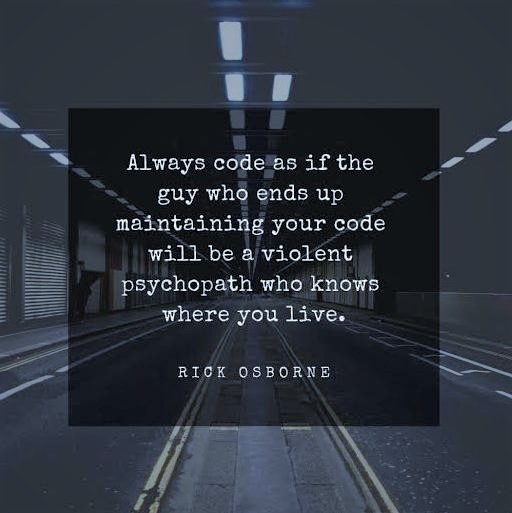 Always code as if the
guy who ends up
maintaining your code
will be a violent
psychopath who knows
where you live.
RICK OSBORNE